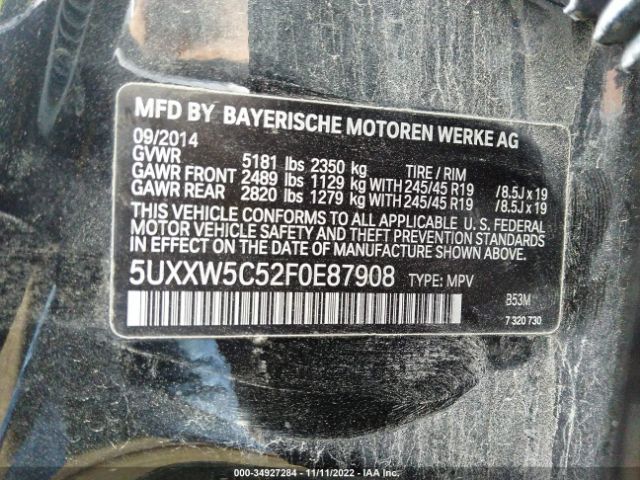 MFD BY BAYERISCHE MOTOREN WERKE AG
09/2014
GVWR 5181 lbs 2350 kg TIRE / RIM
GAWR FRONT 2489 lbs 1129 kg WITH 245/45 R19 /8.5J x 19
GAWR REAR 2820 lbs 1279 kg WITH 245/45 R19 /8.5J x 19
THIS VEHICLE CONFORMS TO ALL APPLICABLE U. S. FEDERAL
MOTOR VEHICLE SAFETY AND THEFT PREVENTION STANDARDS
IN EFFECT ON THE DATE OF MANUFACTURE SHOWN ABOVE.
5UXXW5C52F0E87908 TYPE: MPV B53M
7 320 730
000-34927284 - 11/11/2022 - IAA Inc.